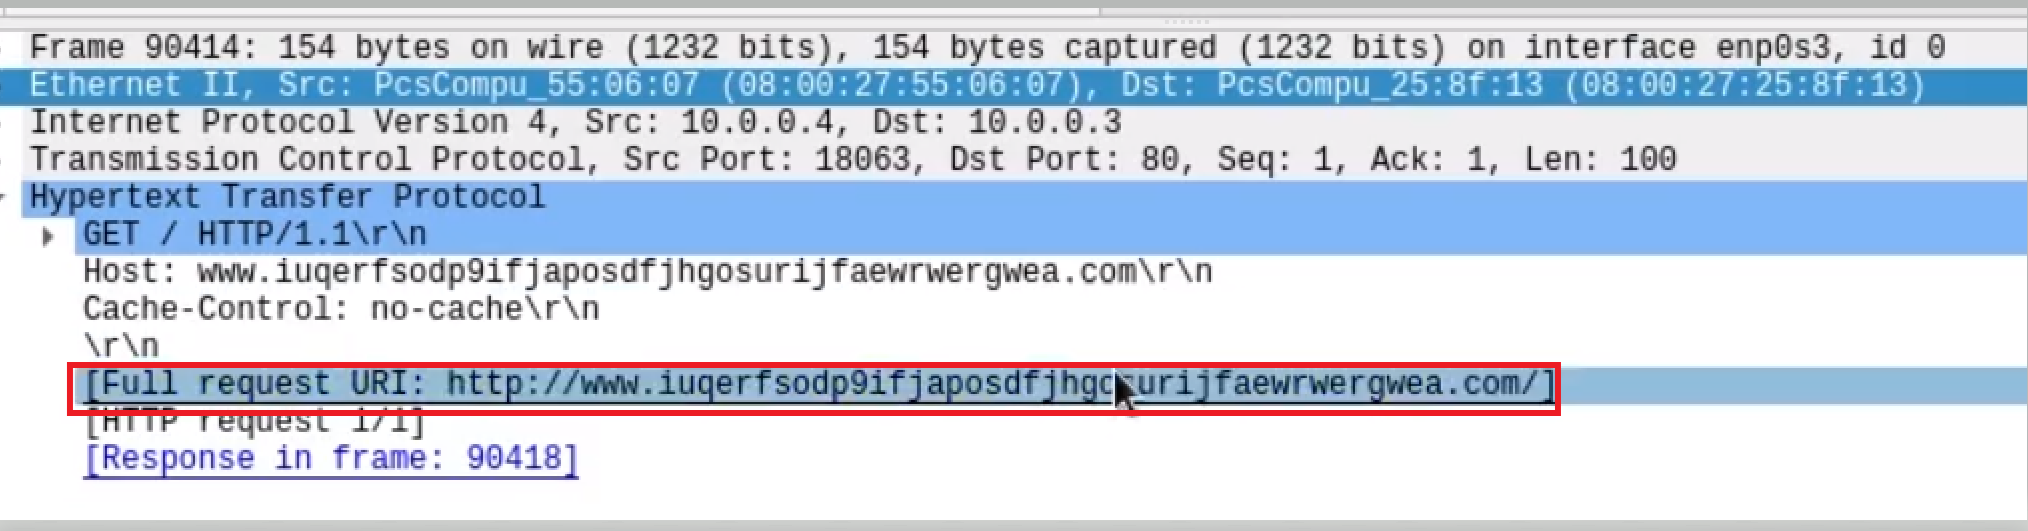 Frame 90414: 154 bytes on wire (1232 bits), 154 bytes captured (1232 bits) on interface enp0s3, id 0
Ethernet II, Src: PcsCompu_55:06:07 (08:00:27:55:06:07), Dst: PcsCompu_25:8f:13 (08:00:27:25:8f:13)
Internet Protocol Version 4, Src: 10.0.0.4, Dst: 10.0.0.3
Transmission Control Protocol, Src Port: 18063, Dst Port: 80, Seq: 1, Ack: 1, Len: 100
Hypertext Transfer Protocol
GET / HTTP/1.1\r\n
Host: www.iuqerfsodp9ifjaposdfjhgosurijfaewrwergwea.com\r\n
Cache-Control: no-cache\r\n
\r\n
[Full request URI: http://www.iuqerfsodp9ifjaposdfjhgosurijfaewrwergwea.com/]
[HTTP request 1/1]
[Response in frame: 90418]